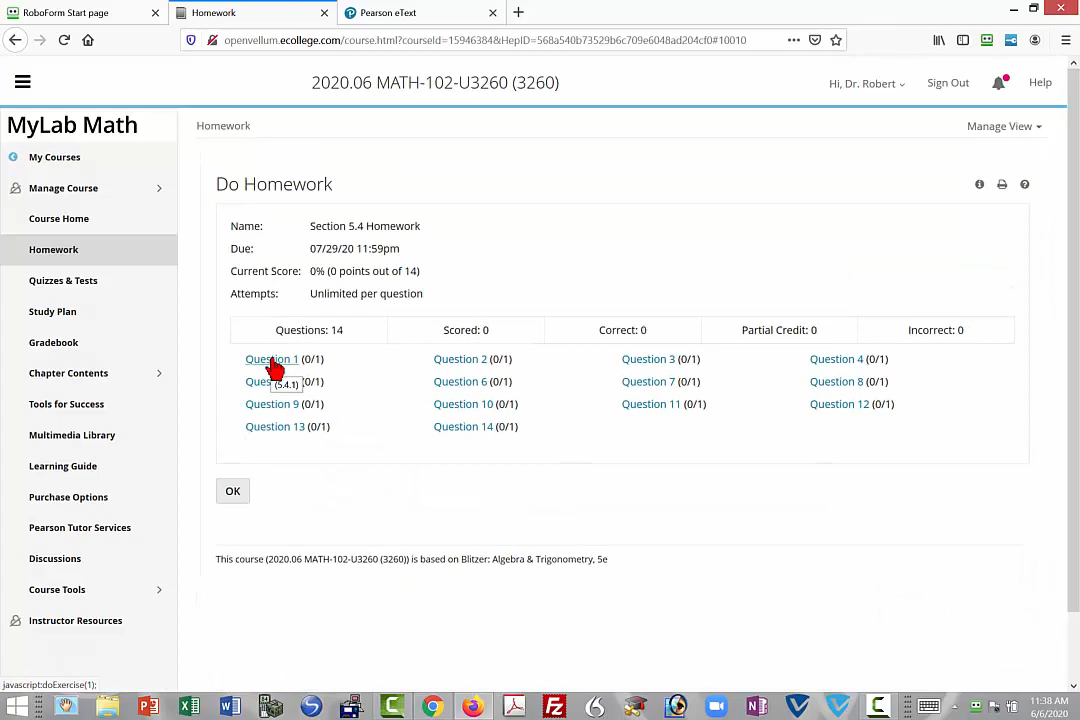 RoboForm Start page
Homework
Pearson eText
openvellum.ecollege.com/course.html?courseId=15946384&HepID=568a540b73529b6c709e6048ad204cf0#10010
2020.06 MATH-102-U3260 (3260)
Hi, Dr. Robert
Sign Out
Help
MyLab Math
My Courses
Manage Course
Course Home
Homework
Quizzes & Tests
Study Plan
Gradebook
Chapter Contents
Tools for Success
Multimedia Library
Learning Guide
Purchase Options
Pearson Tutor Services
Discussions
Course Tools
Instructor Resources
Homework
Manage View
Do Homework
Name: Section 5.4 Homework
Due: 07/29/20 11:59pm
Current Score: 0% (0 points out of 14)
Attempts: Unlimited per question
Questions: 14 Scored: 0 Correct: 0 Partial Credit: 0 Incorrect: 0
Question 1 (0/1) Question 2 (0/1) Question 3 (0/1) Question 4 (0/1)
(5.4.1)
(0/1) Question 6 (0/1) Question 7 (0/1) Question 8 (0/1)
Question 9 (0/1) Question 10 (0/1) Question 11 (0/1) Question 12 (0/1)
Question 13 (0/1) Question 14 (0/1)
OK
This course (2020.06 MATH-102-U3260 (3260)) is based on Blitzer: Algebra & Trigonometry, 5e
javascript:doExercise(1);
11:38 AM
6/6/2020